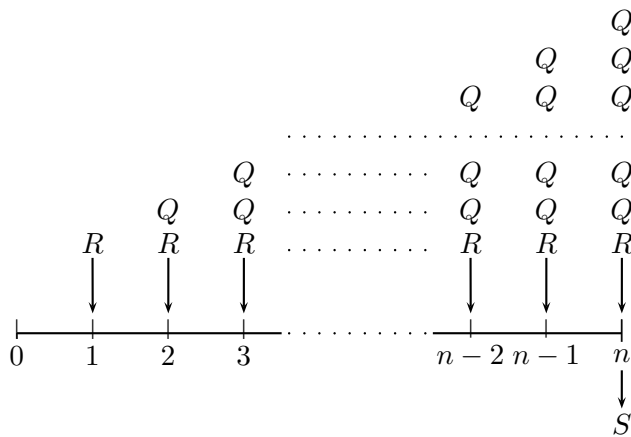 Q
Q Q
Q Q Q
. . . . . . . . . . . . . . . . . . .
Q . . . . . . . . Q Q Q
Q Q . . . . . . . . Q Q Q
R R R . . . . . . . . R R R
0 1 2 3 n − 2 n − 1 n
S